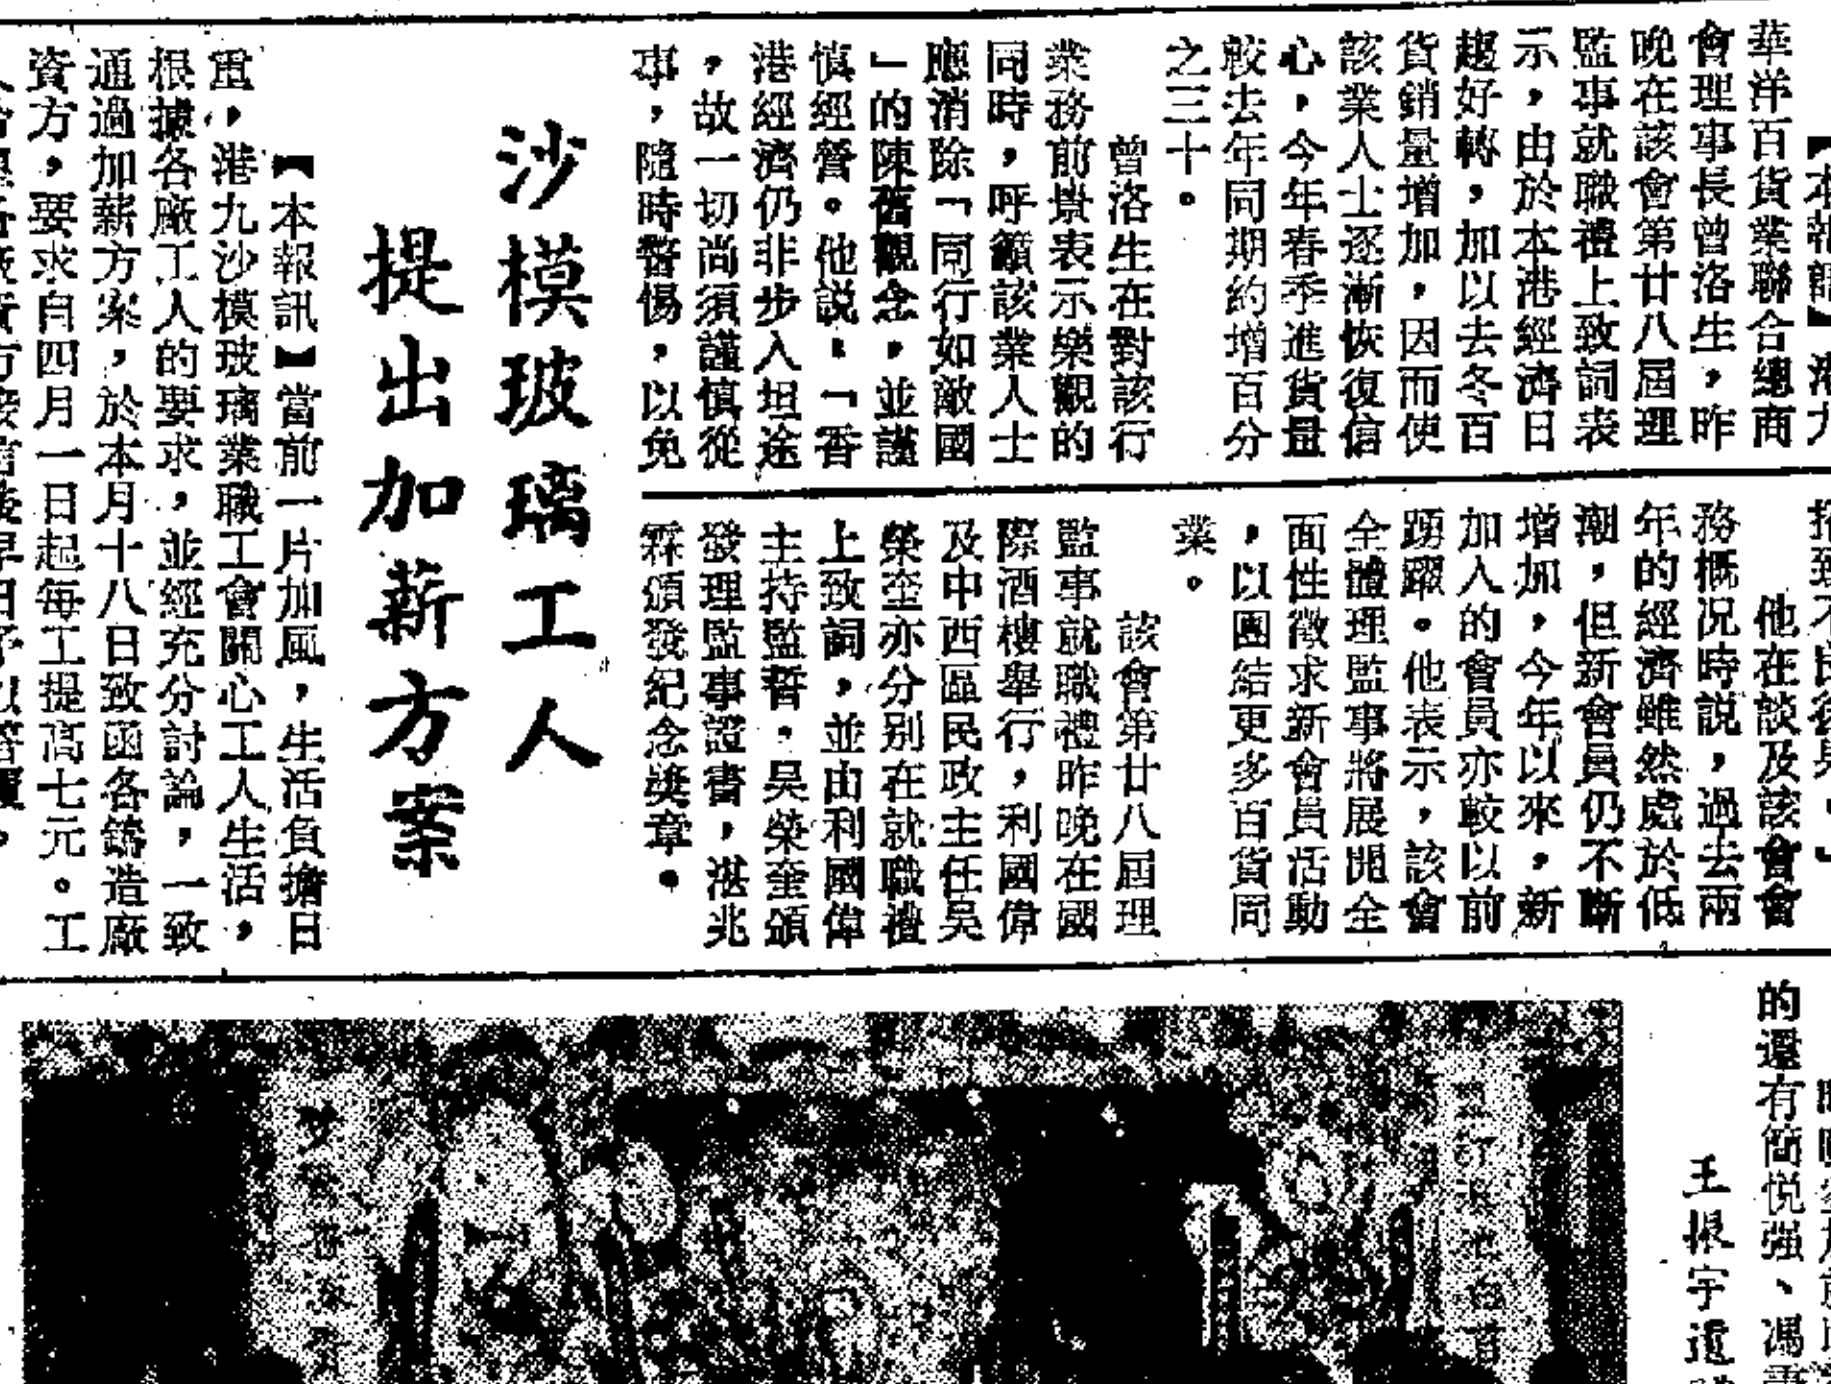 【本報訊】港九
華洋百貨業聯合總商
會理事長曾洛生，昨
晚在該會第廿八屆理
監事就職禮上致詞表
示，由於本港經濟日
趨好轉，加以去冬百
貨銷量增加，因而使
該業人士逐漸恢復信
心，今年春季進貨量
較去年同期約增百分
之三十。
曾洛生在對該行
業務前景表示樂觀的
同時，呼籲該業人士
應消除「同行如敵國
」的陳舊觀念，並謹
慎經營。他説：「香
港經濟仍非步入坦途
，故一切尚須謹慎從
事，隨時警惕，以免
他在談及該會會
務概况時説，過去兩
年的經濟雖然處於低
潮，但新會員仍不斷
增加，今年以來，新
加入的會員亦較以前
踴躍。他表示，該會
全體理監事將展開全
面性徵求新會員活動
，以團結更多百貨同
業。
該會第廿八屆理
監事就職禮昨晚在國
際酒樓舉行，利國偉
及中西區民政主任吳
榮奎亦分别在就職禮
上致詞，並由利國偉
主持監誓。吳榮奎頒
發理監事證書，湛兆
霖頒發紀念獎章。
沙模玻璃工人
提出加薪方案
【本報訊】當前一片加風，生活負擔日
重，港九沙模玻璃業職工會關心工人生活，
根據各廠工人的要求，並經充分討論，一致
通過加薪方案，於本月十八日致函各鑄造廠
資方，要求自四月一日起每工提高七元。工
的還有簡悦强、馮
王振宇遺